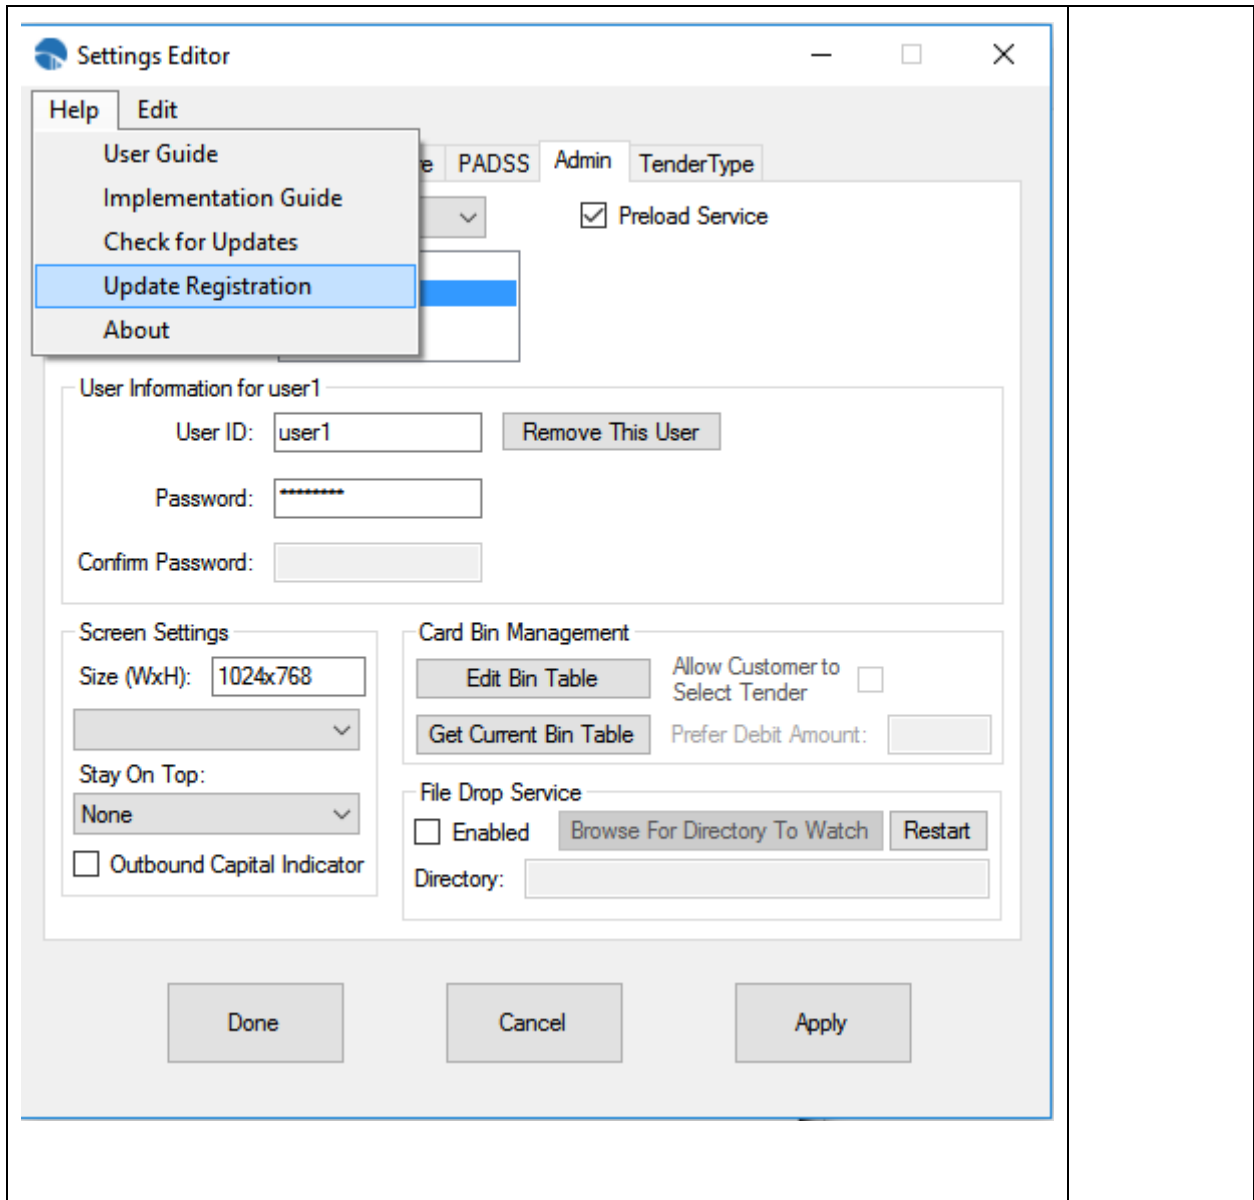 Settings Editor
Help Edit
User Guide
Implementation Guide
Check for Updates
Update Registration
About
PADSS Admin TenderType
Preload Service
User Information for user1
User ID: user1 Remove This User
Password: ********
Confirm Password:
Screen Settings
Size (WxH): 1024x768
Stay On Top:
None
Outbound Capital Indicator
Card Bin Management
Edit Bin Table Allow Customer to
Select Tender
Get Current Bin Table Prefer Debit Amount:
File Drop Service
Enabled Browse For Directory To Watch Restart
Directory:
Done Cancel Apply